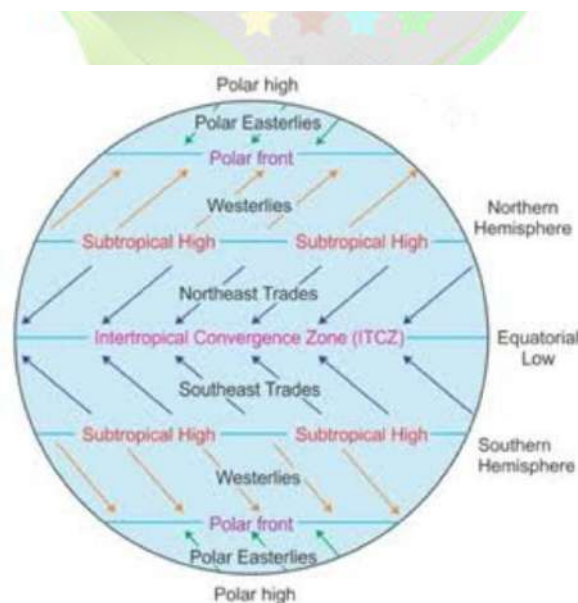 Polar high
Polar Easterlies
Polar front
Westerlies
Northern
Hemisphere
Subtropical High Subtropical High
Northeast Trades
Intertropical Convergence Zone (ITCZ)
Equatorial
Low
Southeast Trades
Subtropical High Subtropical High
Southern
Hemisphere
Westerlies
Polar front
Polar Easterlies
Polar high